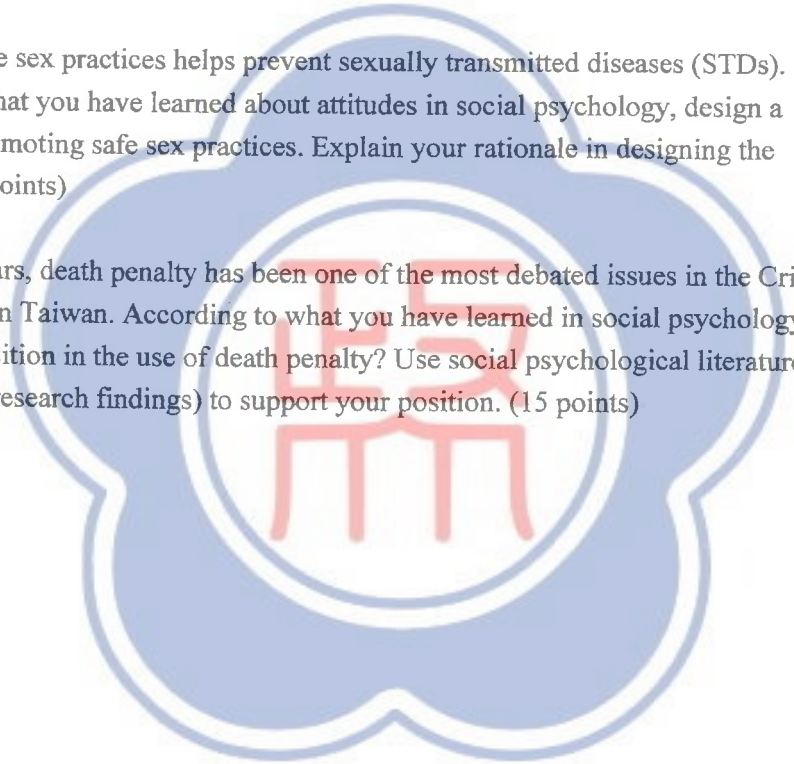 e sex practices helps prevent sexually transmitted diseases (STDs).
hat you have learned about attitudes in social psychology, design a
moting safe sex practices. Explain your rationale in designing the
oints)
ars, death penalty has been one of the most debated issues in the Cri
n Taiwan. According to what you have learned in social psychology
ition in the use of death penalty? Use social psychological literature
research findings) to support your position. (15 points)